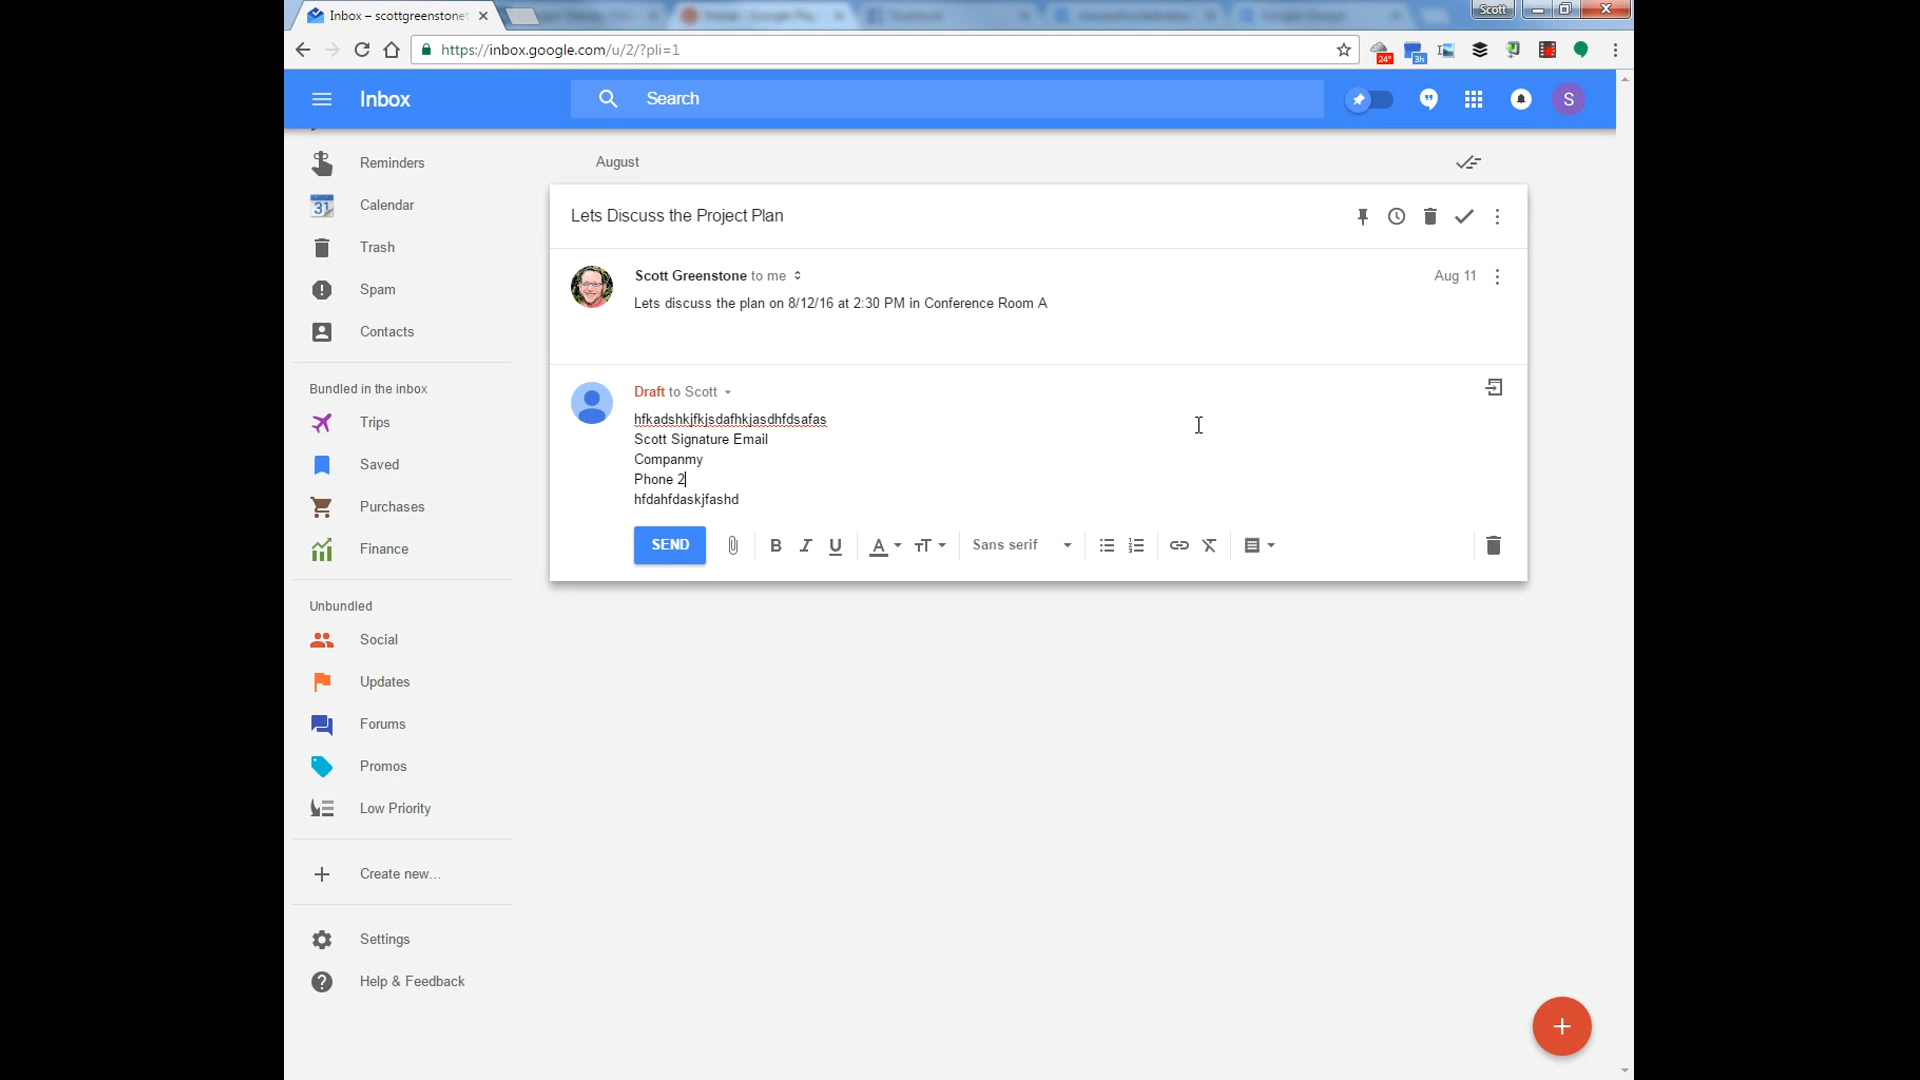 Inbox – scottgreenstone
Scott
https://inbox.google.com/u/2/?pli=1
24°
3h
Inbox
Search
S
Reminders
31
Calendar
Trash
Spam
Contacts
Bundled in the inbox
Trips
Saved
Purchases
Finance
Unbundled
Social
Updates
Forums
Promos
Low Priority
Create new...
Settings
Help & Feedback
August
Lets Discuss the Project Plan
Scott Greenstone to me
Aug 11
Lets discuss the plan on 8/12/16 at 2:30 PM in Conference Room A
Draft to Scott
hfkadshkjfkjsdafhkjasdhfdsafas
Scott Signature Email
Companmy
Phone 2
hfdahfdaskjfashd
SEND
B I U A TT Sans serif